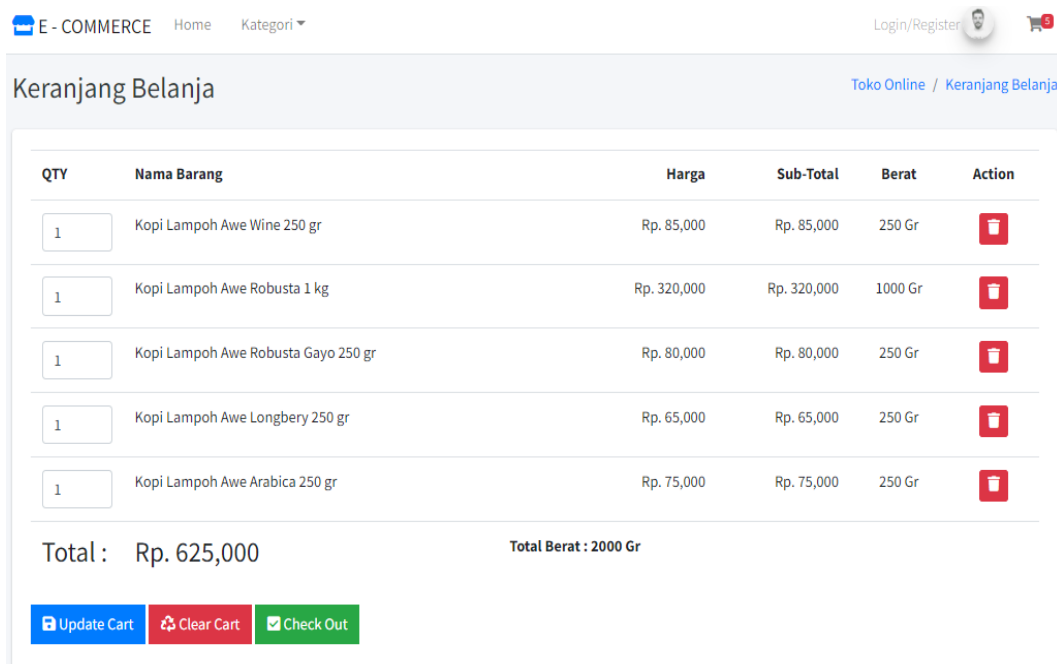 E - COMMERCE Home Kategori Login/Register 5
Keranjang Belanja Toko Online / Keranjang Belanja
QTY Nama Barang Harga Sub-Total Berat Action
1 Kopi Lampoh Awe Wine 250 gr Rp. 85,000 Rp. 85,000 250 Gr
1 Kopi Lampoh Awe Robusta 1 kg Rp. 320,000 Rp. 320,000 1000 Gr
1 Kopi Lampoh Awe Robusta Gayo 250 gr Rp. 80,000 Rp. 80,000 250 Gr
1 Kopi Lampoh Awe Longbery 250 gr Rp. 65,000 Rp. 65,000 250 Gr
1 Kopi Lampoh Awe Arabica 250 gr Rp. 75,000 Rp. 75,000 250 Gr
Total : Rp. 625,000 Total Berat : 2000 Gr
Update Cart Clear Cart Check Out